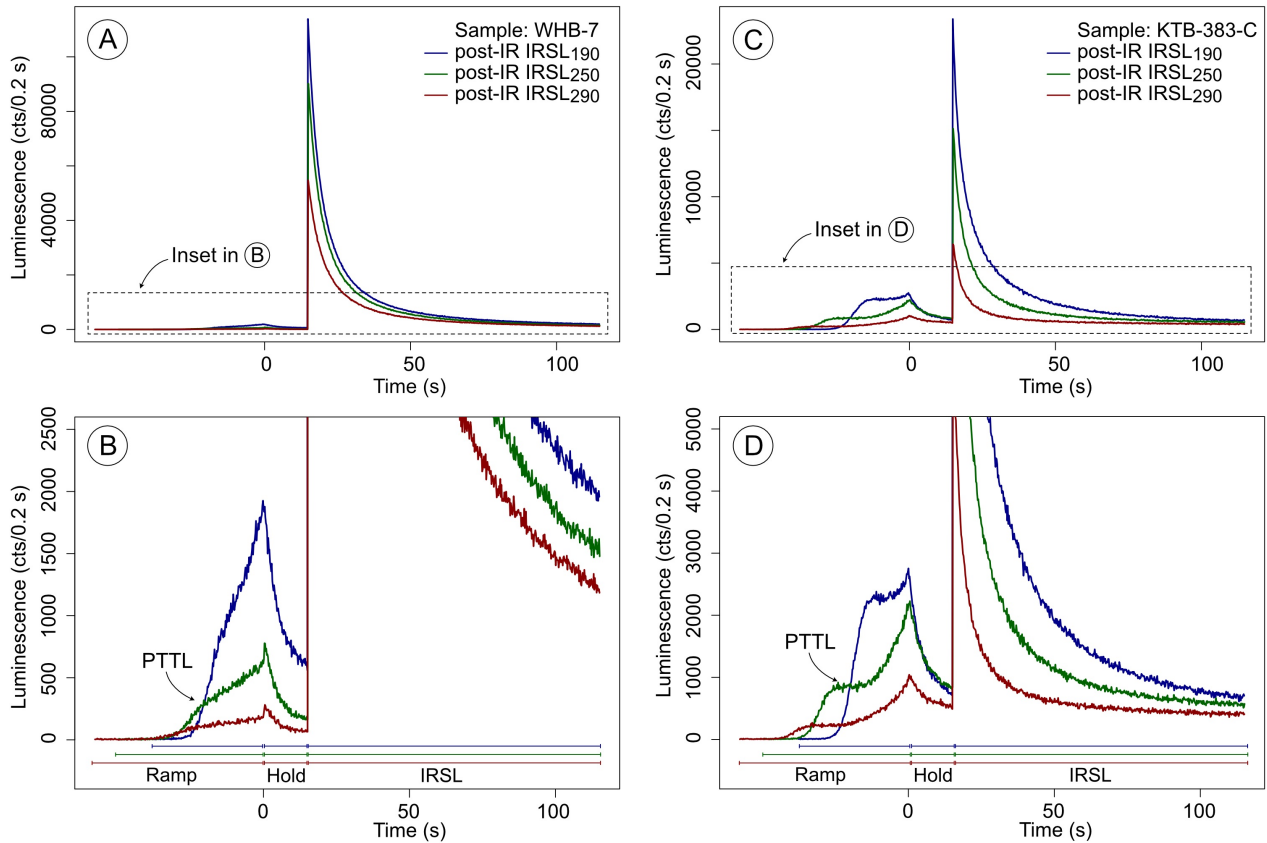 A
Sample: WHB-7
post-IR IRSL190
post-IR IRSL250
post-IR IRSL290
Inset in B
Luminescence (cts/0.2 s)
0
40000
80000
0
50
100
Time (s)
C
Sample: KTB-383-C
post-IR IRSL190
post-IR IRSL250
post-IR IRSL290
Inset in D
Luminescence (cts/0.2 s)
0
10000
20000
0
50
100
Time (s)
B
PTTL
Luminescence (cts/0.2 s)
0
500
1000
1500
2000
2500
Ramp
Hold
IRSL
0
50
100
Time (s)
D
PTTL
Luminescence (cts/0.2 s)
0
1000
2000
3000
4000
5000
Ramp
Hold
IRSL
0
50
100
Time (s)